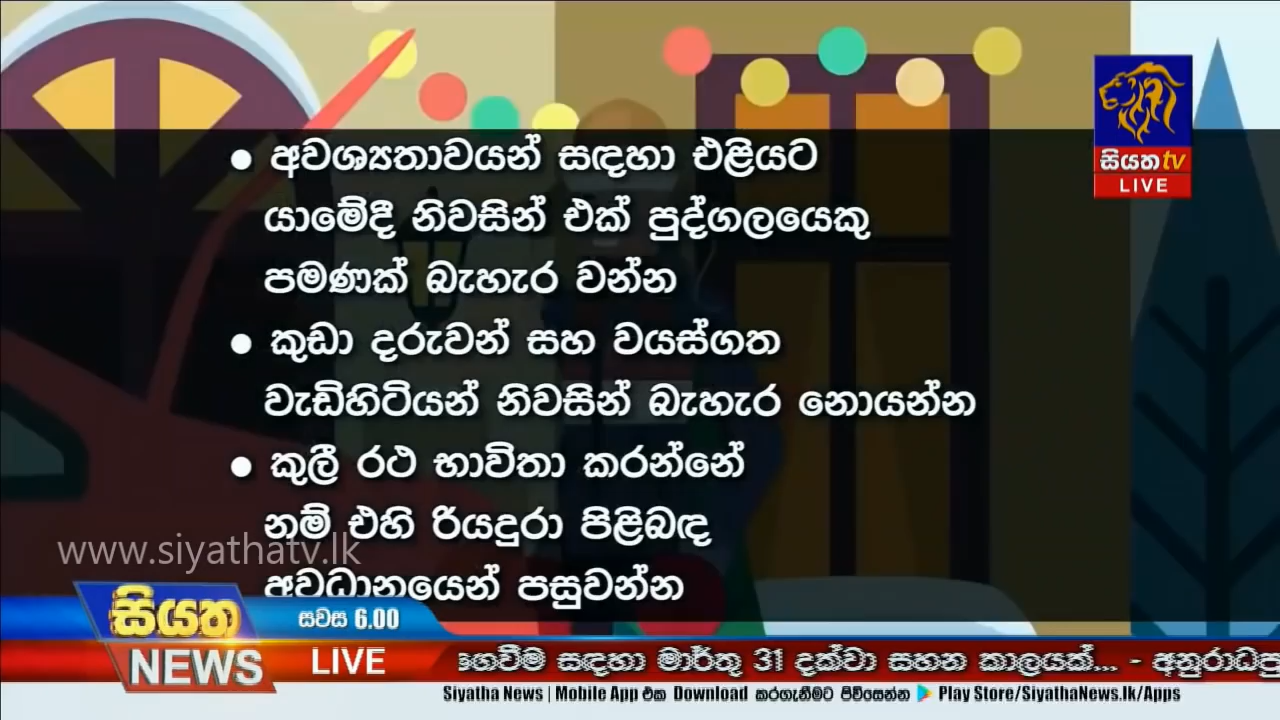 සියත tv
LIVE
• අවශ්‍යතාවයන් සඳහා එළියට
යාමේදී නිවසින් එක් පුද්ගලයෙකු
පමණක් බැහැර වන්න
• කුඩා දරුවන් සහ වයස්ගත
වැඩිහිටියන් නිවසින් බැහැර නොයන්න
• කුලී රථ භාවිතා කරන්නේ
නම් එහි රියදුරා පිළිබඳ
අවධානයෙන් පසුවන්න
www.siyathatv.lk
සියත
NEWS
සවස 6.00
LIVE
සඳහා මාර්තු 31 දක්වා සහන කාලයක්... -
Siyatha News | Mobile App එක Download කරගැනීමට පිවිසෙන්න Play Store/SiyathaNews.lk/Apps